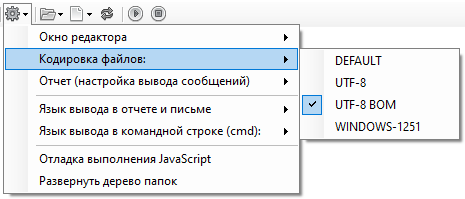 Окно редактора
Кодировка файлов:
Отчет (настройка вывода сообщений)
Язык вывода в отчете и письме
Язык вывода в командной строке (cmd):
Отладка выполнения JavaScript
Развернуть дерево папок
DEFAULT
UTF-8
UTF-8 BOM
WINDOWS-1251